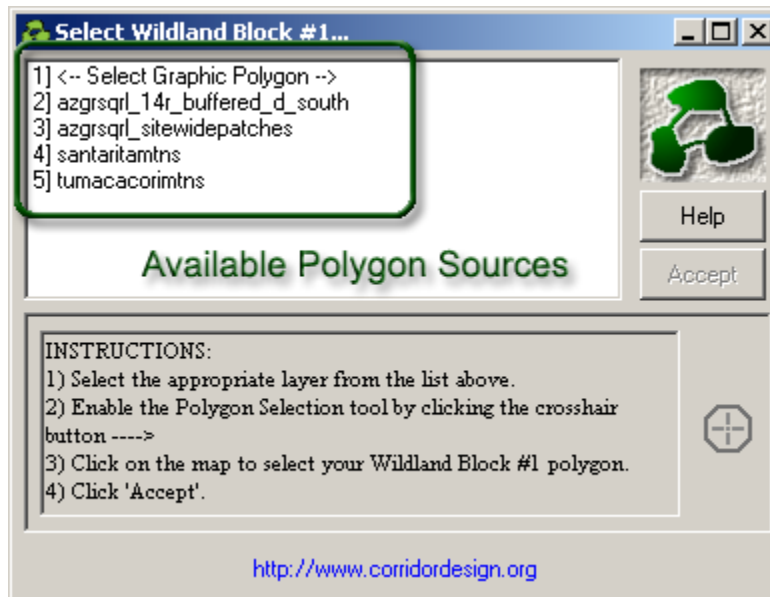 Select Wildland Block #1...
1] <-- Select Graphic Polygon -->
2] azgrsqrl_14r_buffered_d_south
3] azgrsqrl_sitewidepatches
4] santaritamtns
5] tumacacorimtns
Available Polygon Sources
Help
Accept
INSTRUCTIONS:
1) Select the appropriate layer from the list above.
2) Enable the Polygon Selection tool by clicking the crosshair
button ---->
3) Click on the map to select your Wildland Block #1 polygon.
4) Click 'Accept'.
http://www.corridordesign.org